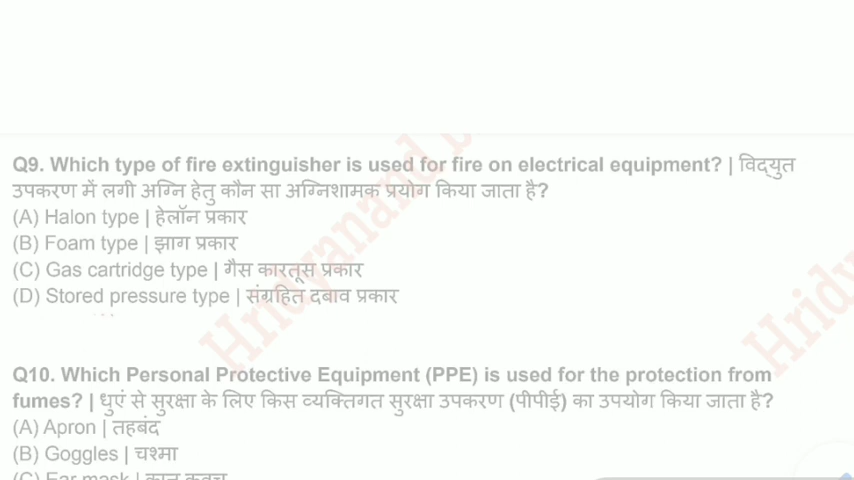 Q9. Which type of fire extinguisher is used for fire on electrical equipment? | विद्युत
उपकरण में लगी अग्नि हेतु कौन सा अग्निशामक प्रयोग किया जाता है?
(A) Halon type | हेलॉन प्रकार
(B) Foam type | झाग प्रकार
(C) Gas cartridge type | गैस कारतूस प्रकार
(D) Stored pressure type | संग्रहित दबाव प्रकार
Q10. Which Personal Protective Equipment (PPE) is used for the protection from
fumes? | धुएं से सुरक्षा के लिए किस व्यक्तिगत सुरक्षा उपकरण (पीपीई) का उपयोग किया जाता है?
(A) Apron | तहबंद
(B) Goggles | चश्मा
(C) Ear mask | कान कवच